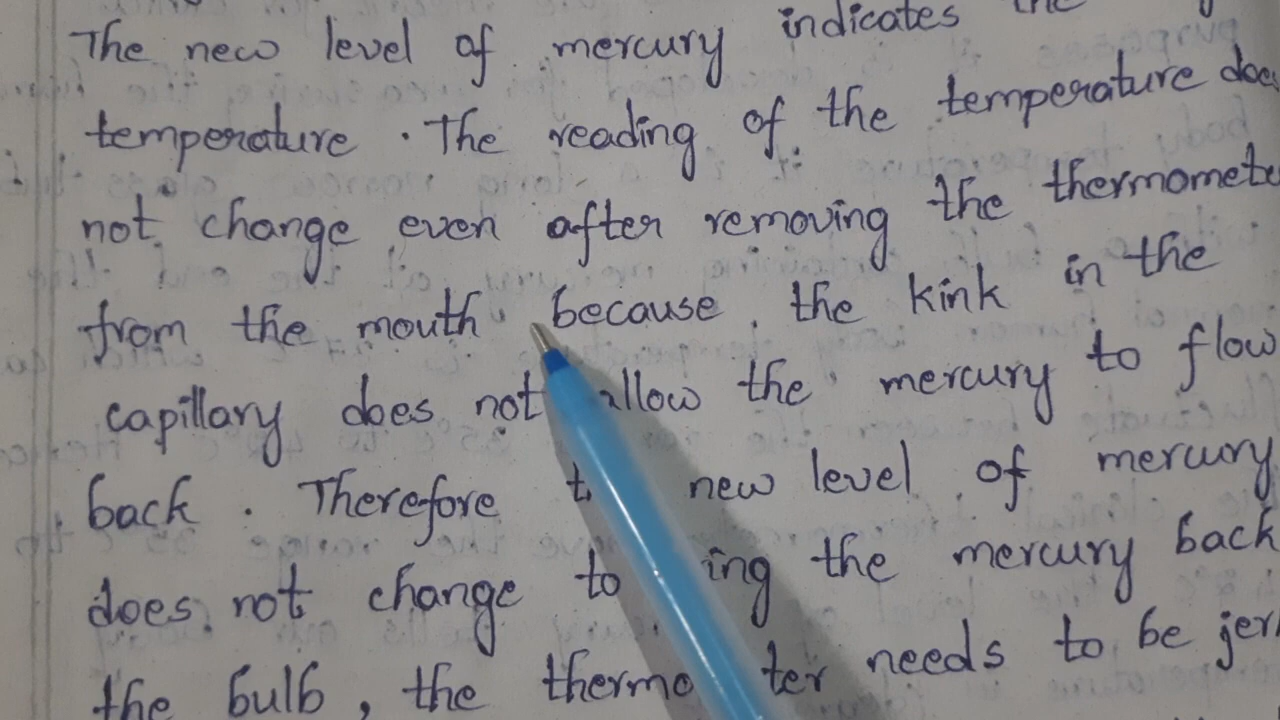 The new level of mercury indicates the
temperature. The reading of the temperature does
not change even after removing the thermomete
from the mouth because the kink in the
capillary does not allow the mercury to flow
back. Therefore new level of mercury
does not change to ing the mercury back
the bulb, the thermo ter needs to be jer